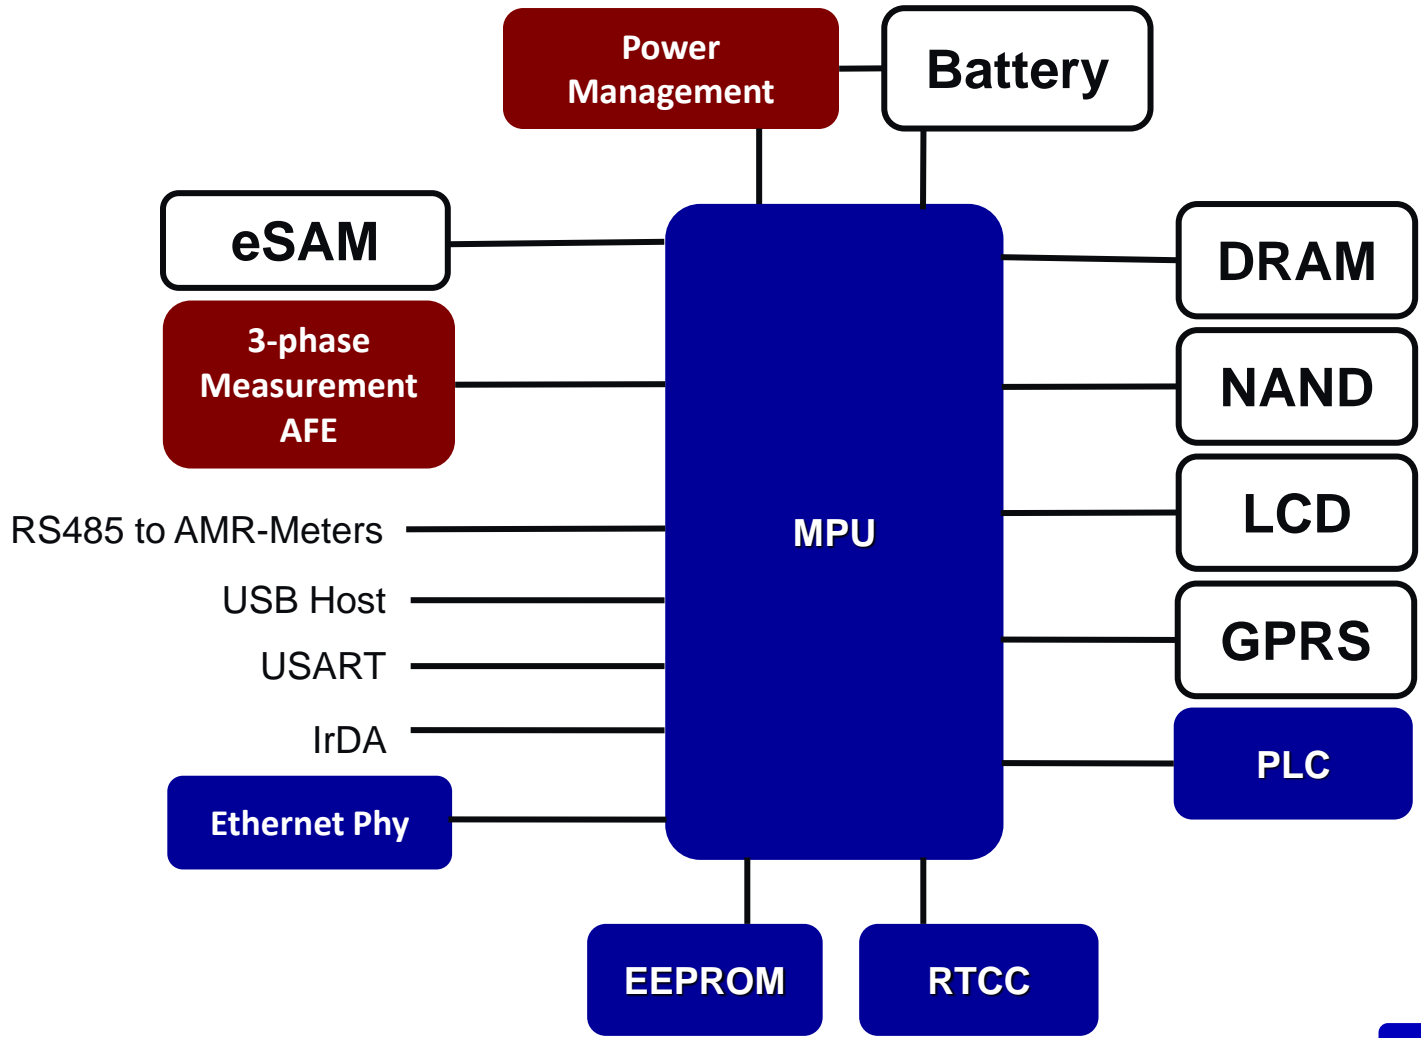 Power
Management
Battery
eSAM
3-phase
Measurement
AFE
RS485 to AMR-Meters
USB Host
USART
IrDA
Ethernet Phy
MPU
DRAM
NAND
LCD
GPRS
PLC
EEPROM
RTCC